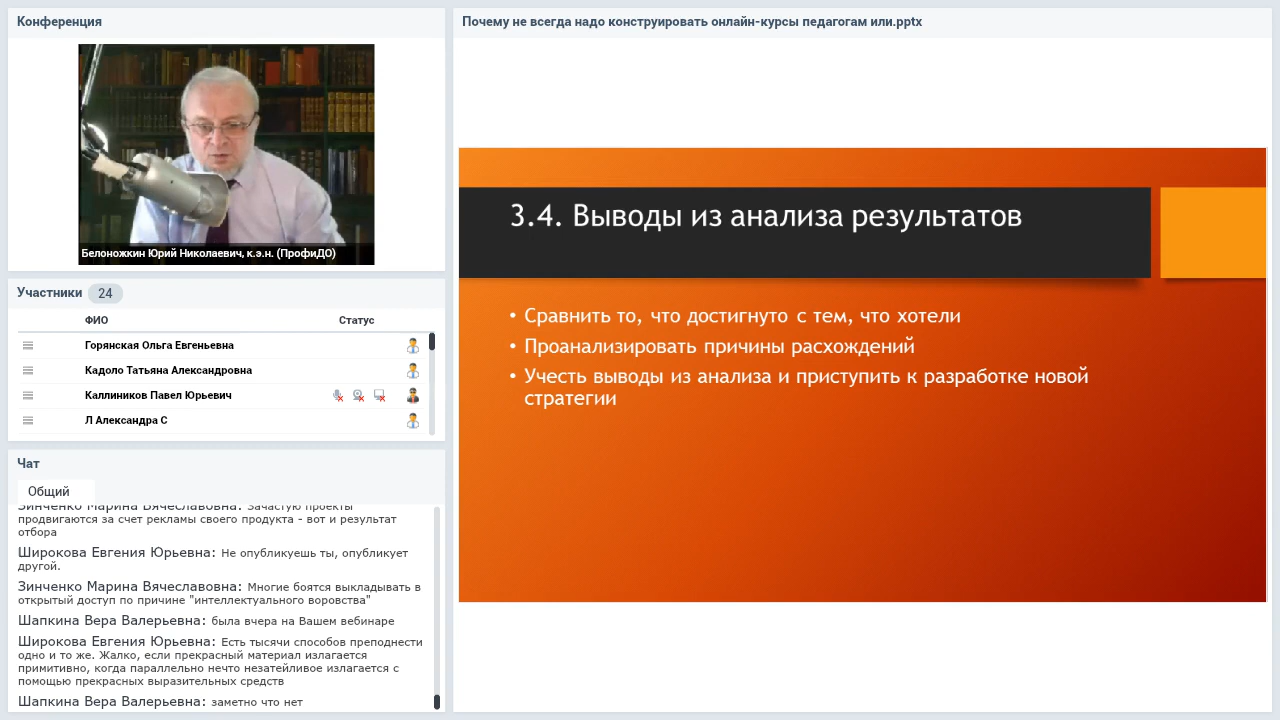 Конференция
Белоножкин Юрий Николаевич, к.э.н. (ПрофиДО)
Участники 24
ФИО Статус
Горянская Ольга Евгеньевна
Кадоло Татьяна Александровна
Каллиников Павел Юрьевич
Л Александра С
Чат
Общий
Зинченко Марина Вячеславовна: Зачастую проекты
продвигаются за счет рекламы своего продукта - вот и результат
отбора
Широкова Евгения Юрьевна: Не опубликуешь ты, опубликует
другой.
Зинченко Марина Вячеславовна: Многие боятся выкладывать в
открытый доступ по причине "интеллектуального воровства"
Шапкина Вера Валерьевна: была вчера на Вашем вебинаре
Широкова Евгения Юрьевна: Есть тысячи способов преподнести
одно и то же. Жалко, если прекрасный материал излагается
примитивно, когда параллельно нечто незатейливое излагается с
помощью прекрасных выразительных средств
Шапкина Вера Валерьевна: заметно что нет
Почему не всегда надо конструировать онлайн-курсы педагогам или.pptx
3.4. Выводы из анализа результатов
• Сравнить то, что достигнуто с тем, что хотели
• Проанализировать причины расхождений
• Учесть выводы из анализа и приступить к разработке новой
стратегии